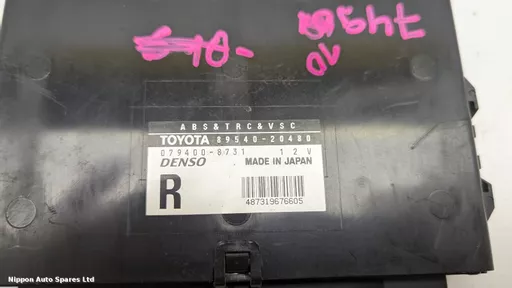 ABS&TRC&VSC
TOYOTA 89540-20480
079400-8731 12V
DENSO MADE IN JAPAN
R
487319676605
Nippon Auto Spares Ltd